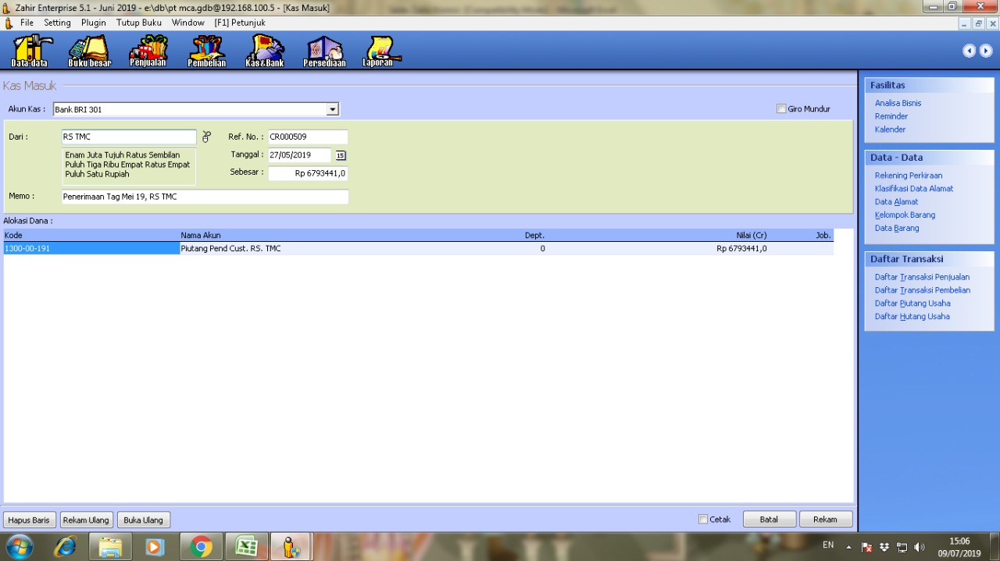 Zahir Enterprise 5.1 - Juni 2019 - e:\db\pt mca.gdb@192.168.100.5 - [Kas Masuk]
File Setting Plugin Tutup Buku Window [F1] Petunjuk
Data-data Buku besar Penjualan Pembelian Kas&Bank Persediaan Laporan
Kas Masuk
Akun Kas : Bank BRI 301 Giro Mundur
Dari : RS TMC Ref. No. : CR000509
Enam Juta Tujuh Ratus Sembilan
Puluh Tiga Ribu Empat Ratus Empat
Puluh Satu Rupiah
Tanggal : 27/05/2019 15
Sebesar : Rp 6793441,0
Memo : Penerimaan Tag Mei 19, RS TMC
Alokasi Dana :
Kode Nama Akun Dept. Nilai (Cr) Job.
1300-00-191 Piutang Pend Cust. RS. TMC 0 Rp 6793441,0
Hapus Baris Rekam Ulang Buka Ulang Cetak Batal Rekam
Fasilitas
Analisa Bisnis
Reminder
Kalender
Data - Data
Rekening Perkiraan
Klasifikasi Data Alamat
Data Alamat
Kelompok Barang
Data Barang
Daftar Transaksi
Daftar Transaksi Penjualan
Daftar Transaksi Pembelian
Daftar Piutang Usaha
Daftar Hutang Usaha
EN
15:06
09/07/2019